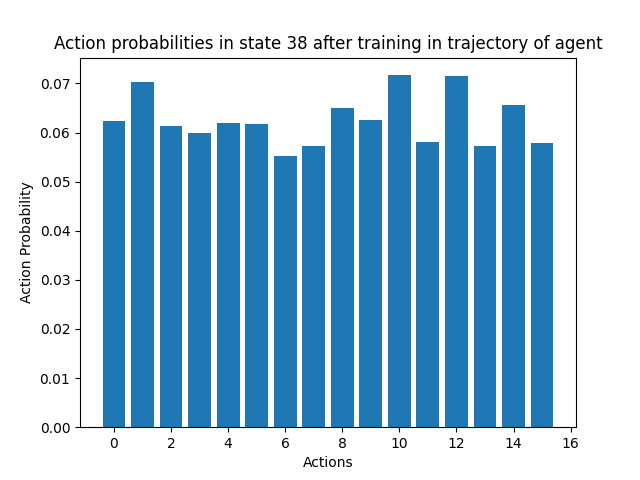 Action probabilities in state 38 after training in trajectory of agent
0.07
0.06
0.05
0.04
0.03
0.02
0.01
0.00
Action Probability
0 2 4 6 8 10 12 14 16
Actions